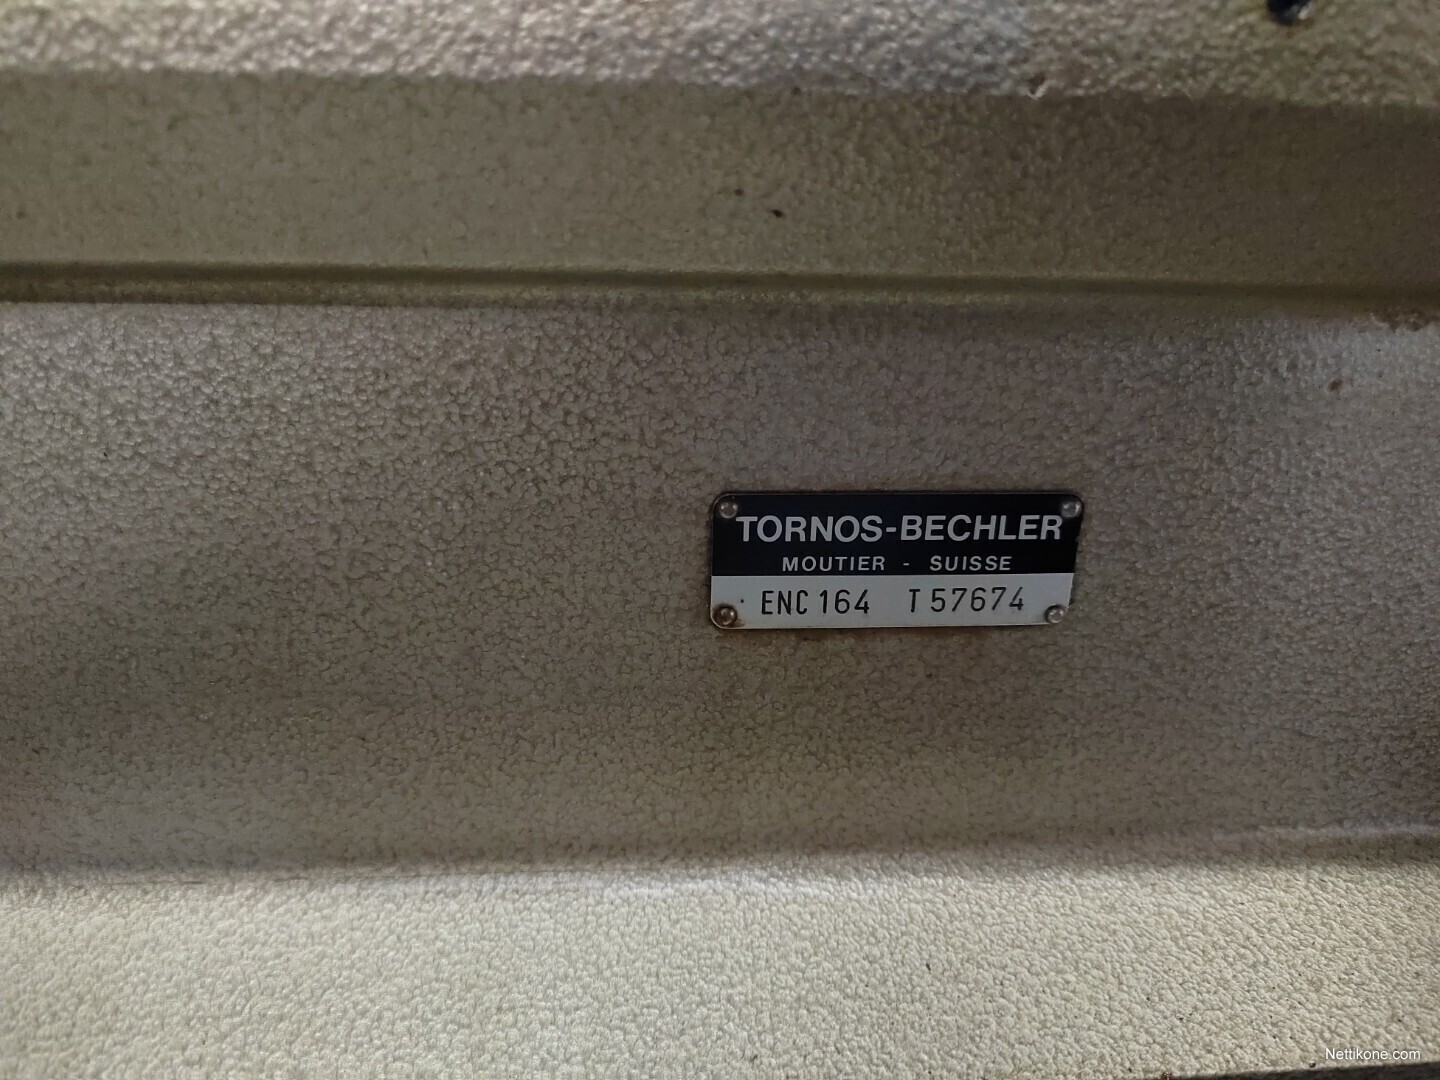 TORNOS-BECHLER
MOUTIER - SUISSE
ENC 164 T 57674
Nettikone.com